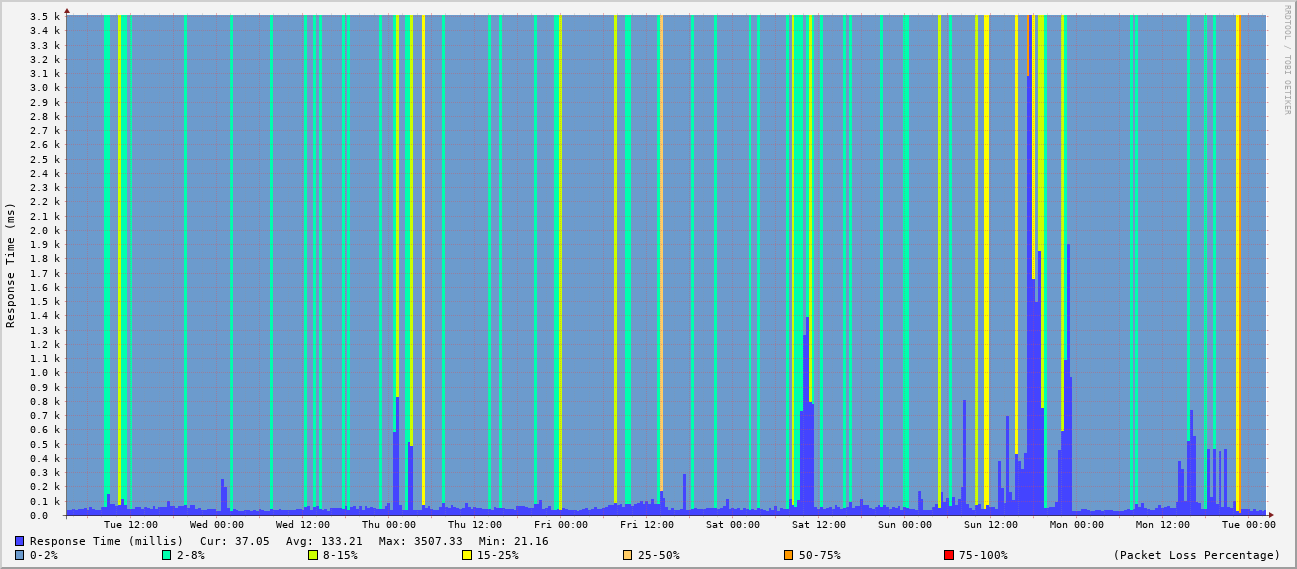 3.5 k
3.4 k
3.3 k
3.2 k
3.1 k
3.0 k
2.9 k
2.8 k
2.7 k
2.6 k
2.5 k
2.4 k
2.3 k
2.2 k
2.1 k
2.0 k
1.9 k
1.8 k
1.7 k
1.6 k
1.5 k
1.4 k
1.3 k
1.2 k
1.1 k
1.0 k
0.9 k
0.8 k
0.7 k
0.6 k
0.5 k
0.4 k
0.3 k
0.2 k
0.1 k
0.0
Response Time (ms)
RRDTOOL / TOBI OETIKER
Tue 12:00 Wed 00:00 Wed 12:00 Thu 00:00 Thu 12:00 Fri 00:00 Fri 12:00 Sat 00:00 Sat 12:00 Sun 00:00 Sun 12:00 Mon 00:00 Mon 12:00 Tue 00:00
Response Time (millis) Cur: 37.05 Avg: 133.21 Max: 3507.33 Min: 21.16
0-2% 2-8% 8-15% 15-25% 25-50% 50-75% 75-100% (Packet Loss Percentage)